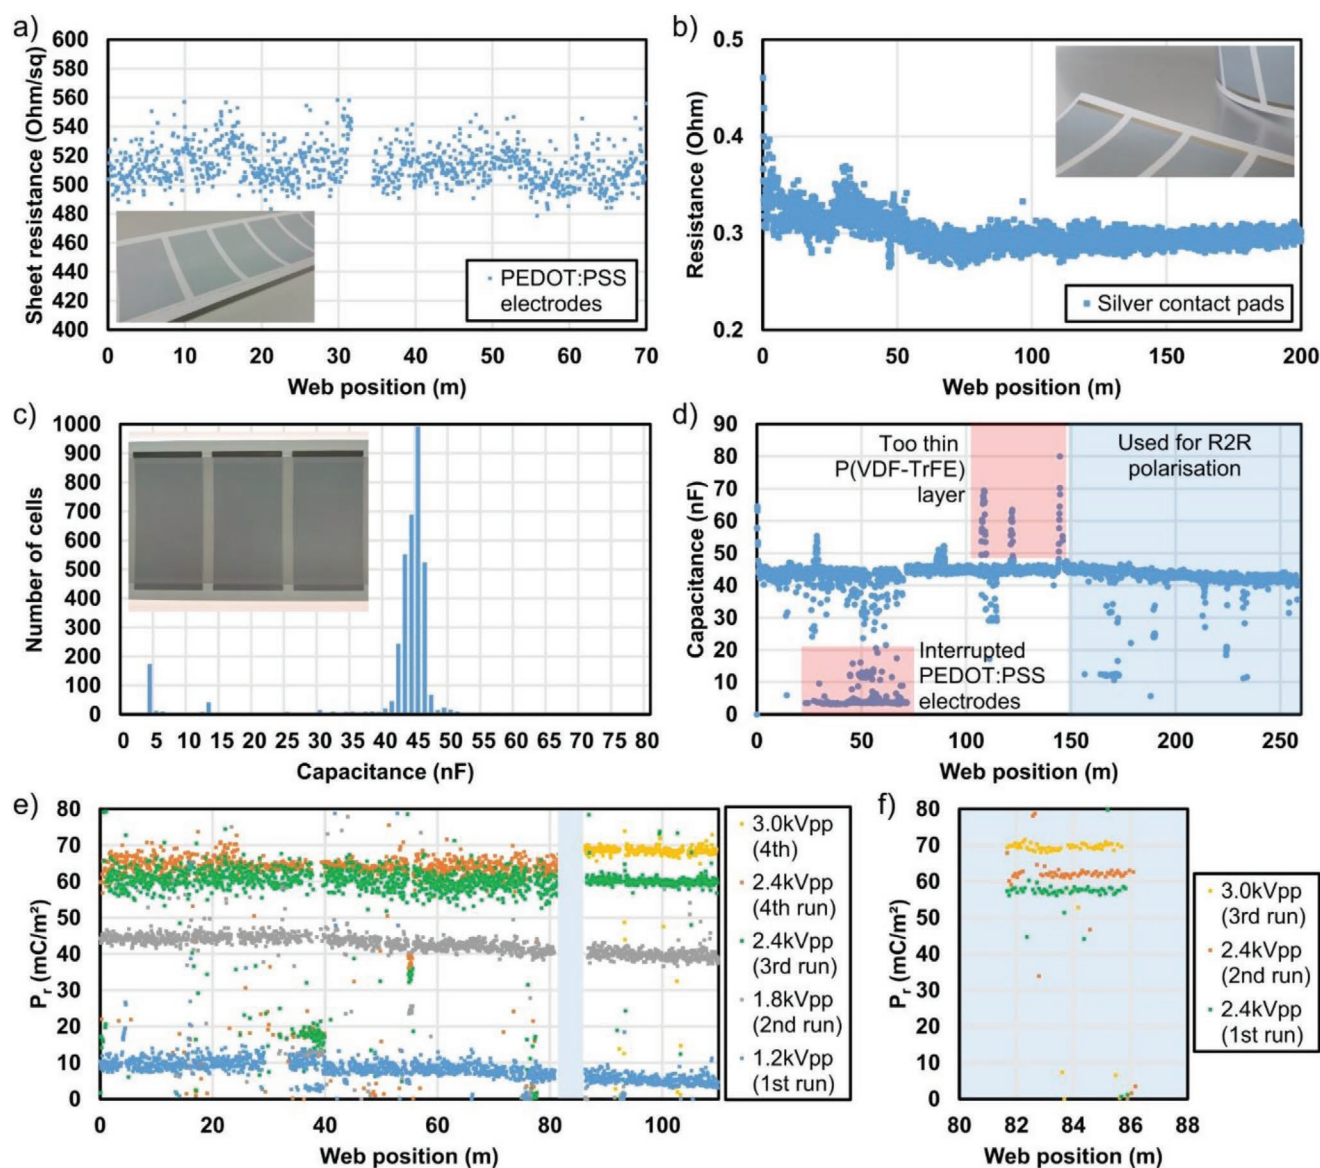 a)
600
580
560
540
520
500
480
460
440
420
400
Sheet resistance (Ohm/sq)
PEDOT:PSS
electrodes
0 10 20 30 40 50 60 70
Web position (m)
b)
0.5
0.4
0.3
0.2
Resistance (Ohm)
Silver contact pads
0 50 100 150 200
Web position (m)
c)
1000
900
800
700
600
500
400
300
200
100
0
Number of cells
0 5 10 15 20 25 30 35 40 45 50 55 60 65 70 75 80
Capacitance (nF)
d)
90
80
70
60
50
40
30
20
10
0
Capacitance (nF)
Too thin
P(VDF-TrFE)
layer
Used for R2R
polarisation
Interrupted
PEDOT:PSS
electrodes
0 50 100 150 200 250
Web position (m)
e)
80
70
60
50
40
30
20
10
0
Pr (mC/m²)
0 20 40 60 80 100
Web position (m)
3.0kVpp
(4th)
2.4kVpp
(4th run)
2.4kVpp
(3rd run)
1.8kVpp
(2nd run)
1.2kVpp
(1st run)
f)
80
70
60
50
40
30
20
10
0
Pr (mC/m²)
80 82 84 86 88
Web position (m)
3.0kVpp
(3rd run)
2.4kVpp
(2nd run)
2.4kVpp
(1st run)